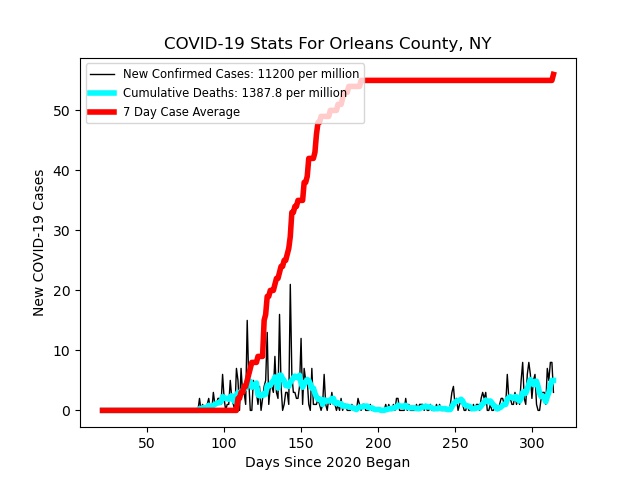 COVID-19 Stats For Orleans County, NY
New Confirmed Cases: 11200 per million
Cumulative Deaths: 1387.8 per million
7 Day Case Average
New COVID-19 Cases
50
40
30
20
10
0
50 100 150 200 250 300
Days Since 2020 Began